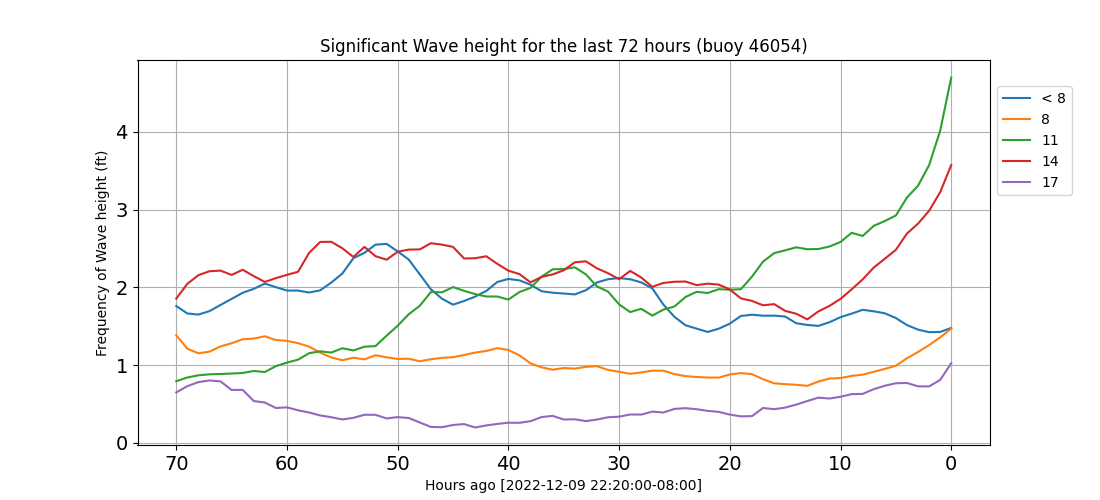 Significant Wave height for the last 72 hours (buoy 46054)
Frequency of Wave height (ft)
4
3
2
1
0
70 60 50 40 30 20 10 0
Hours ago [2022-12-09 22:20:00-08:00]
< 8
8
11
14
17